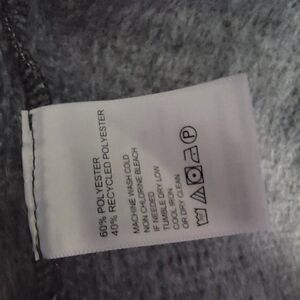 60% POLYESTER
40% RECYCLED POLYESTER
MACHINE WASH COLD
NON CHLORINE BLEACH
IF NEEDED
TUMBLE DRY LOW
COOL IRON
OR DRY CLEAN
P